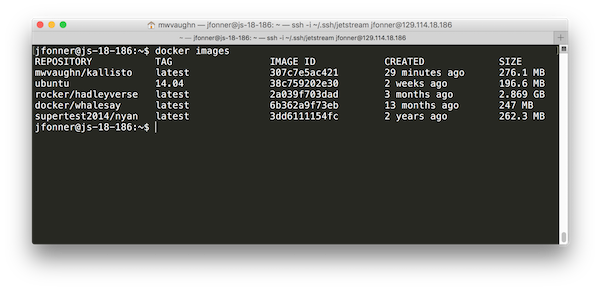 mwvaughn — jfonner@js-18-186: ~ — ssh -i ~/.ssh/jetstream jfonner@129.114.18.186
~ — jfonner@js-18-186: ~ — ssh -i ~/.ssh/jetstream jfonner@129.114.18.186 +
jfonner@js-18-186:~$ docker images
REPOSITORY TAG IMAGE ID CREATED SIZE
mwvaughn/kallisto latest 307c7e5ac421 29 minutes ago 276.1 MB
ubuntu 14.04 38c759202e30 2 weeks ago 196.6 MB
rocker/hadleyverse latest 2a039f703dad 3 months ago 2.869 GB
docker/whalesay latest 6b362a9f73eb 13 months ago 247 MB
supertest2014/nyan latest 3dd6111154fc 2 years ago 262.3 MB
jfonner@js-18-186:~$